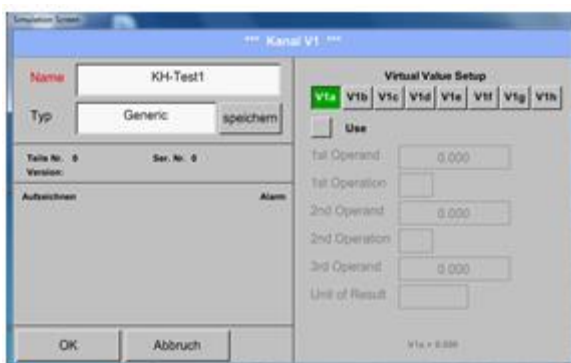 Simulation Screen
*** Kanal V1 ***
Name KH-Test1
Typ Generic speichern
Teile Nr. 0 Ser. Nr. 0
Version:
Aufzeichnen Alarm
OK Abbruch
Virtual Value Setup
V1a V1b V1c V1d V1e V1f V1g V1h
Use
1st Operand 0.000
1st Operation
2nd Operand 0.000
2nd Operation
3rd Operand 0.000
Unit of Result
V1a = 0.000